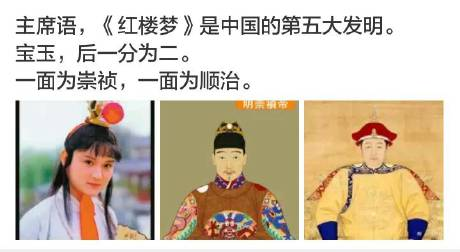 主席语，《红楼梦》是中国的第五大发明。
宝玉，后一分为二。
一面为崇祯，一面为顺治。
明崇禎帝